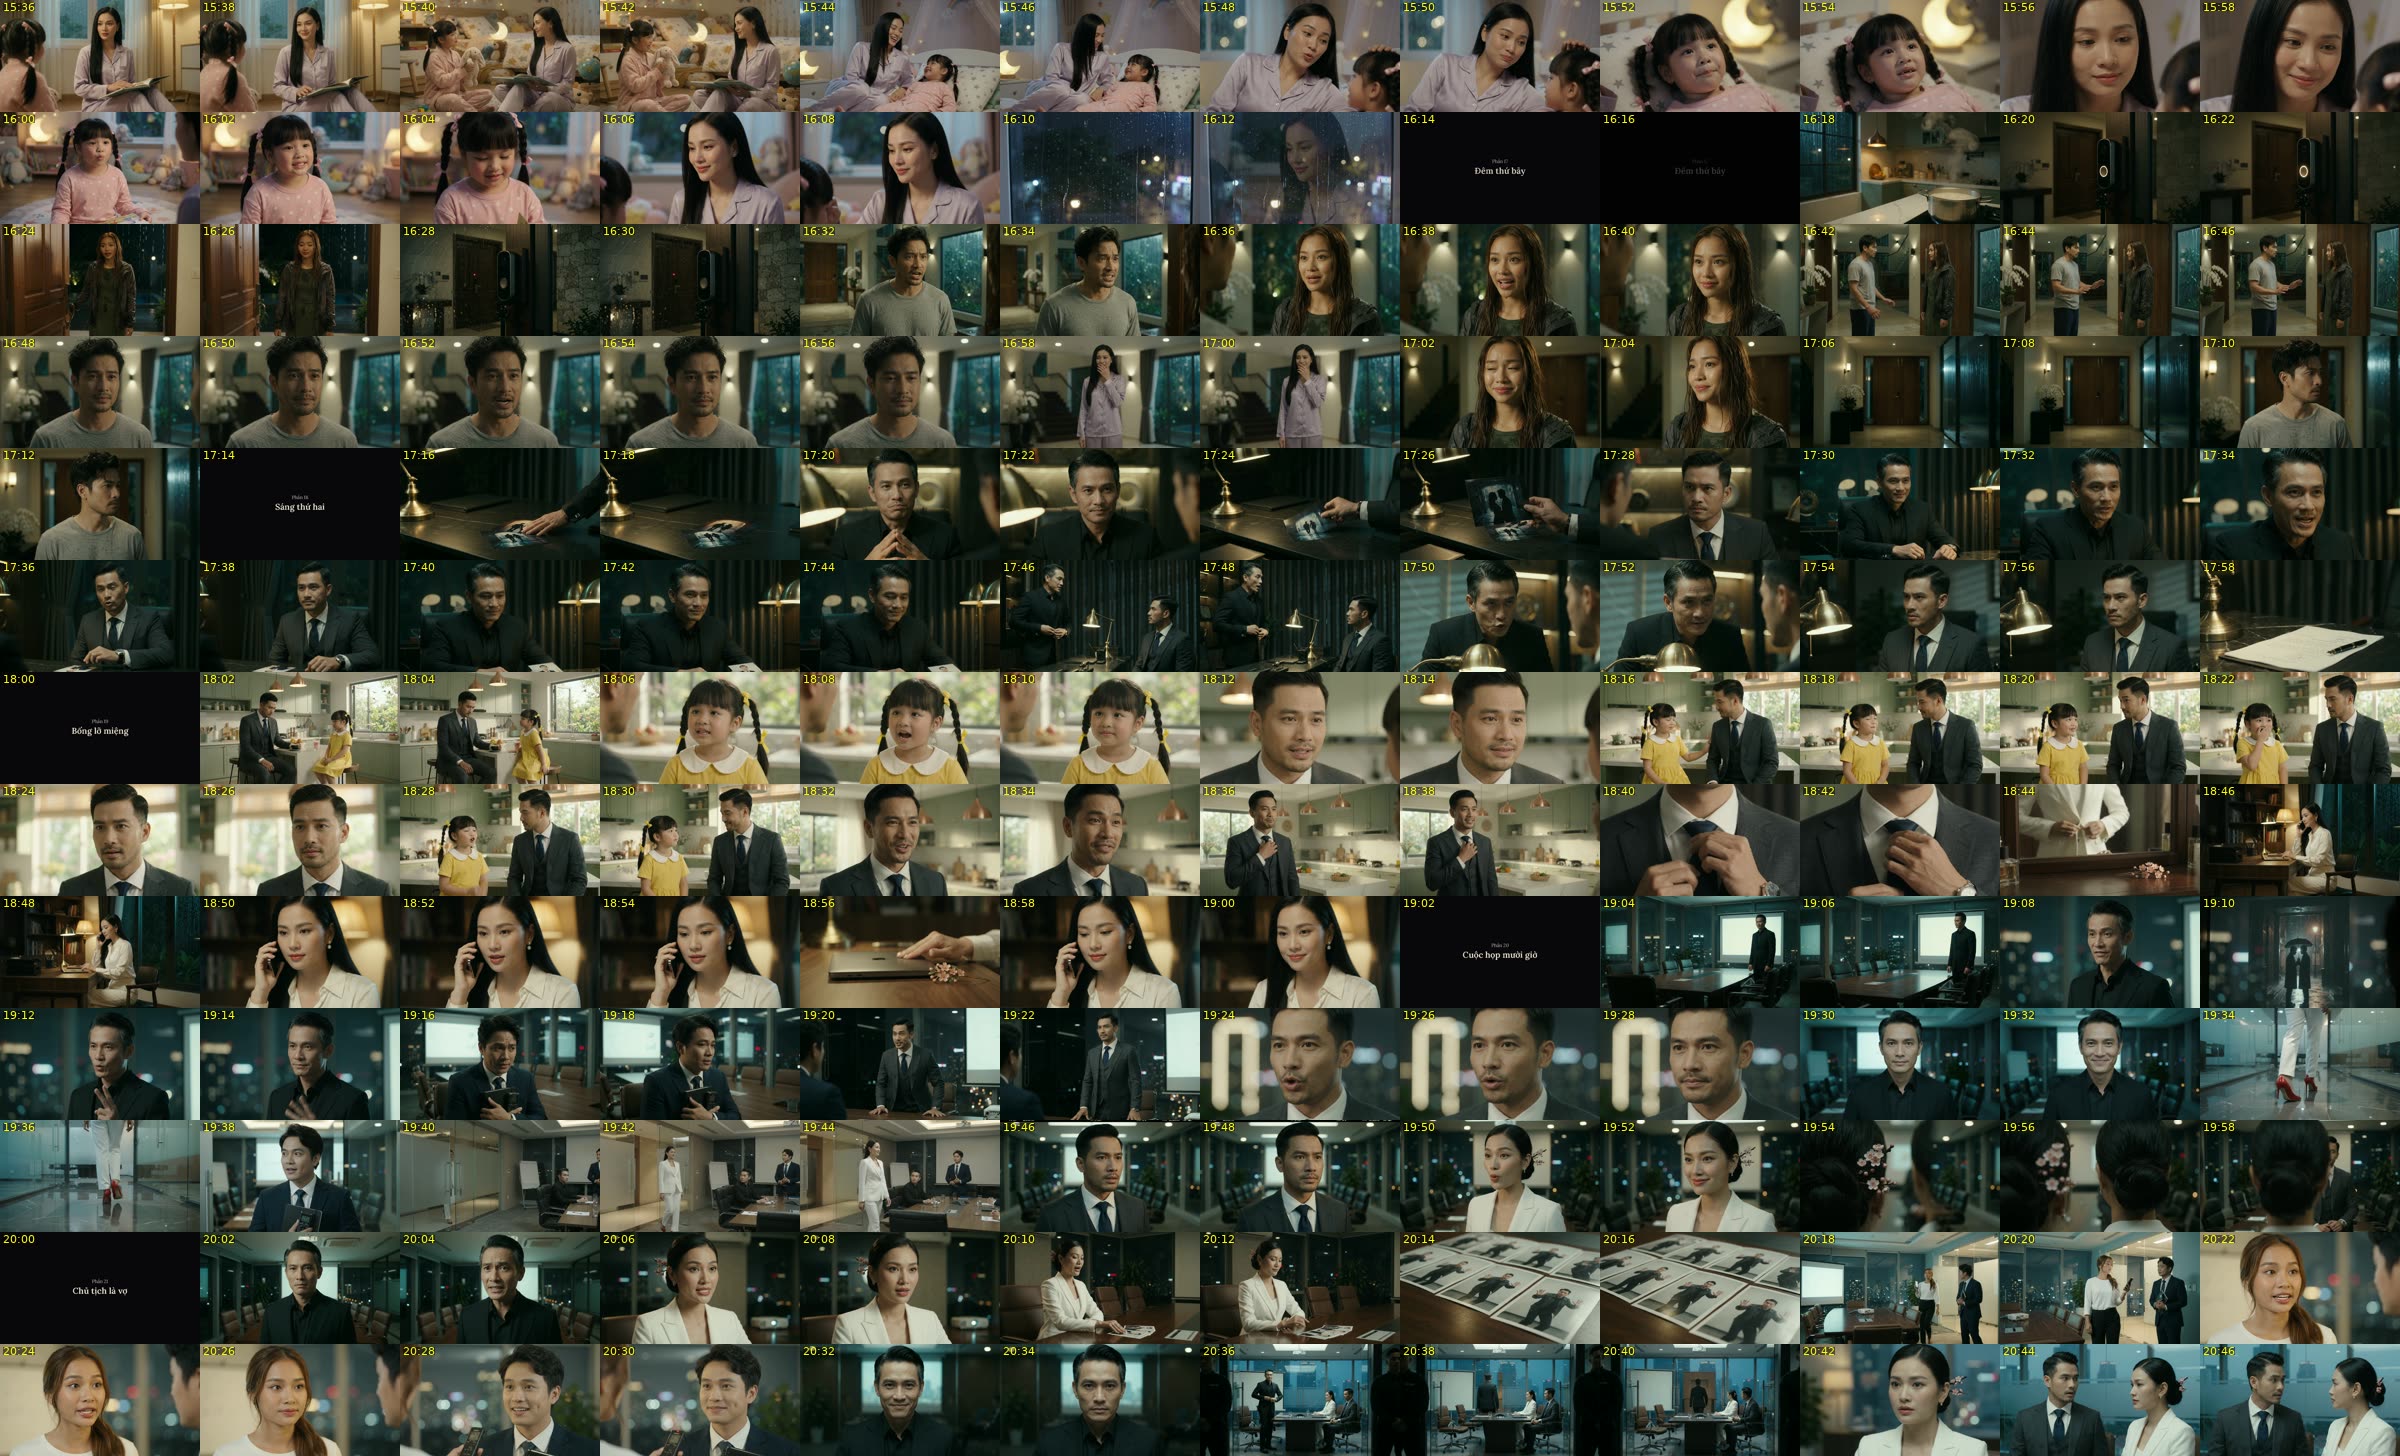 15:36 15:38 15:40 15:42 15:44 15:46 15:48 15:50 15:52 15:54 15:56 15:58
16:00 16:02 16:04 16:06 16:08 16:10 16:12 16:14 16:16 16:18 16:20 16:22
Phần 17
Đêm thứ bảy
Đêm thứ bảy
16:24 16:26 16:28 16:30 16:32 16:34 16:36 16:38 16:40 16:42 16:44 16:46
16:48 16:50 16:52 16:54 16:56 16:58 17:00 17:02 17:04 17:06 17:08 17:10
17:12 17:14 17:16 17:18 17:20 17:22 17:24 17:26 17:28 17:30 17:32 17:34
Phần 18
Sáng thứ hai
17:36 17:38 17:40 17:42 17:44 17:46 17:48 17:50 17:52 17:54 17:56 17:58
18:00 18:02 18:04 18:06 18:08 18:10 18:12 18:14 18:16 18:18 18:20 18:22
Phần 19
Bống lỡ miệng
18:24 18:26 18:28 18:30 18:32 18:34 18:36 18:38 18:40 18:42 18:44 18:46
18:48 18:50 18:52 18:54 18:56 18:58 19:00 19:02 19:04 19:06 19:08 19:10
Phần 20
Cuộc họp mười giờ
19:12 19:14 19:16 19:18 19:20 19:22 19:24 19:26 19:28 19:30 19:32 19:34
19:36 19:38 19:40 19:42 19:44 19:46 19:48 19:50 19:52 19:54 19:56 19:58
20:00 20:02 20:04 20:06 20:08 20:10 20:12 20:14 20:16 20:18 20:20 20:22
Phần 21
Chủ tịch là vợ
20:24 20:26 20:28 20:30 20:32 20:34 20:36 20:38 20:40 20:42 20:44 20:46